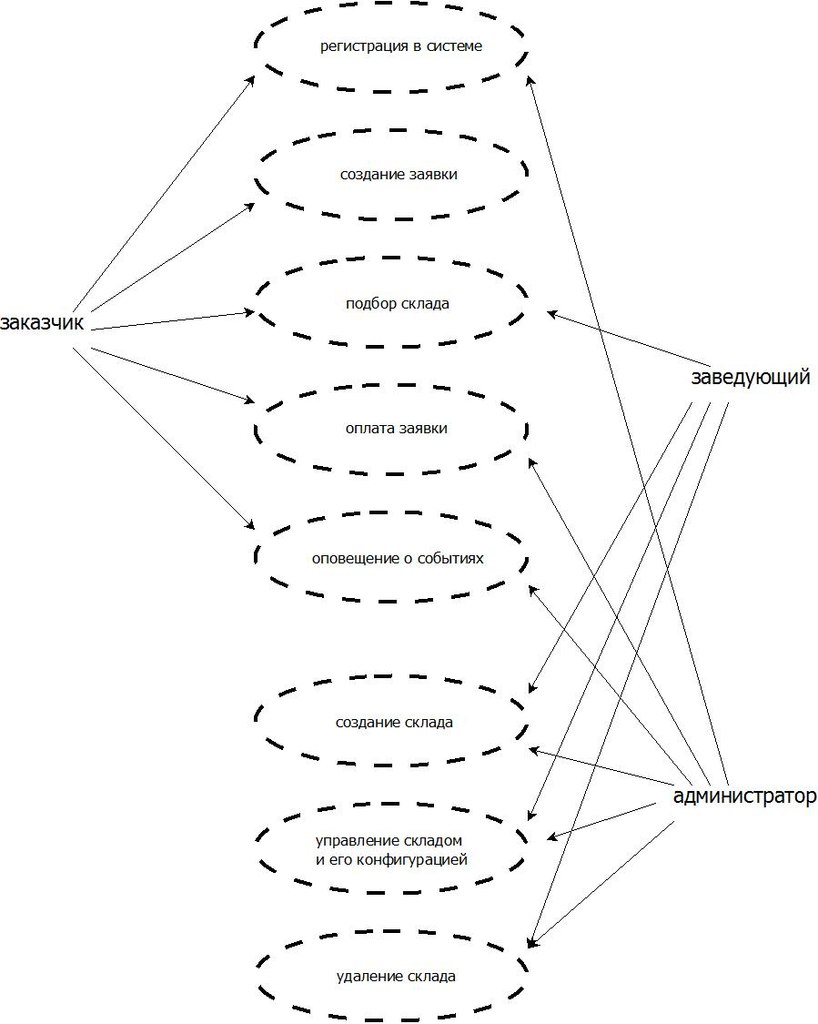 регистрация в системе
создание заявки
подбор склада
заказчик
заведующий
оплата заявки
оповещение о событиях
создание склада
администратор
управление складом
и его конфигурацией
удаление склада